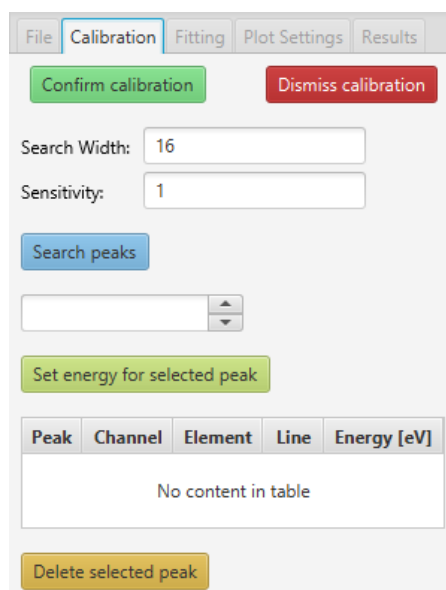 File Calibration Fitting Plot Settings Results
Confirm calibration Dismiss calibration
Search Width: 16
Sensitivity: 1
Search peaks
Set energy for selected peak
Peak Channel Element Line Energy [eV]
No content in table
Delete selected peak